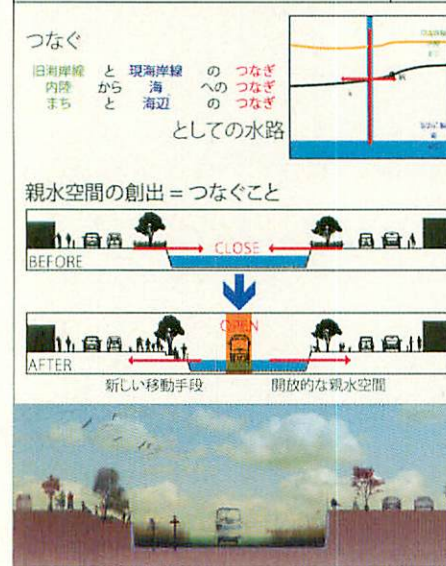 つなぐ
旧海岸線 と 現海岸線 の つなぎ
内陸 から 海 への つなぎ
まち と 海辺 の つなぎ
としての水路
親水空間の創出 = つなぐこと
CLOSE
BEFORE
OPEN
AFTER
新しい移動手段 開放的な親水空間